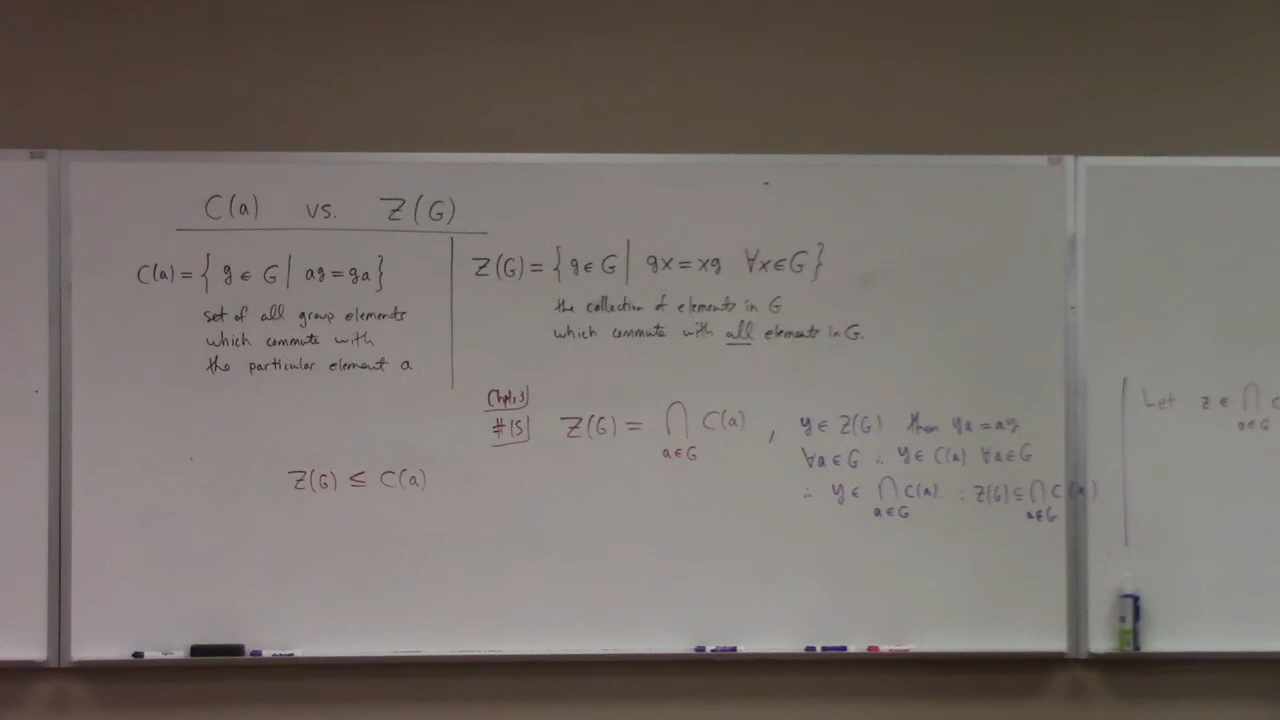 C(a) vs. Z(G)
C(a) = { g ∈ G | ag = ga }
set of all group elements
which commute with
the particular element a.
Z(G) = { g ∈ G | gx = xg ∀x ∈ G }
the collection of elements in G
which commute with all elements in G.
Z(G) ≤ C(a)
Chpt. 3
#15
Z(G) = ⋂ C(a) ,
a ∈ G
y ∈ Z(G) then ya = ay
∀a ∈ G ∴ y ∈ C(a) ∀a ∈ G
∴ y ∈ ⋂ C(a) ∴ Z(G) ⊆ ⋂ C(a).
a ∈ G a ∈ G
Let z ∈ ⋂ C
a ∈ G